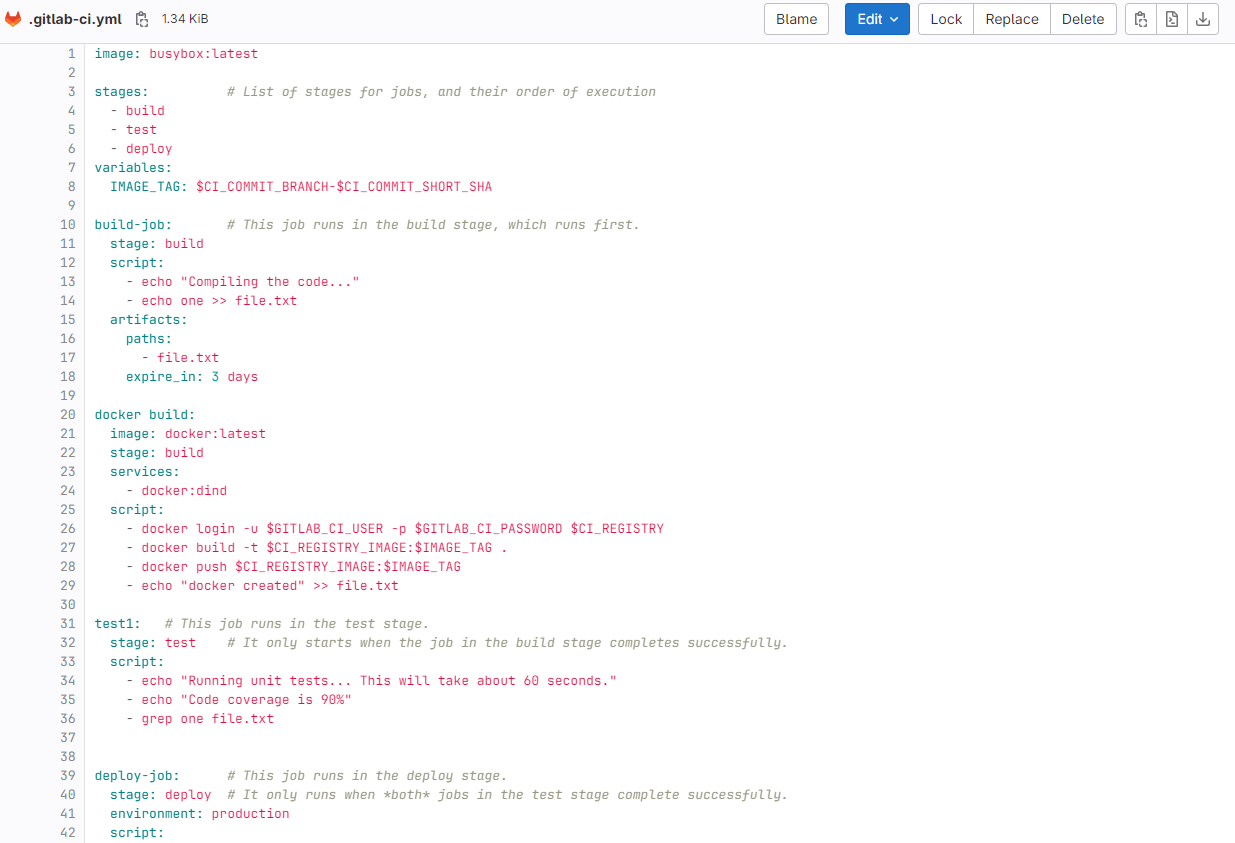 .gitlab-ci.yml 1.34 KiB Blame Edit Lock Replace Delete
1 image: busybox:latest
2
3 stages:          # List of stages for jobs, and their order of execution
4   - build
5   - test
6   - deploy
7 variables:
8   IMAGE_TAG: $CI_COMMIT_BRANCH-$CI_COMMIT_SHORT_SHA
9
10 build-job:       # This job runs in the build stage, which runs first.
11   stage: build
12   script:
13     - echo "Compiling the code..."
14     - echo one >> file.txt
15   artifacts:
16     paths:
17       - file.txt
18     expire_in: 3 days
19
20 docker build:
21   image: docker:latest
22   stage: build
23   services:
24     - docker:dind
25   script:
26     - docker login -u $GITLAB_CI_USER -p $GITLAB_CI_PASSWORD $CI_REGISTRY
27     - docker build -t $CI_REGISTRY_IMAGE:$IMAGE_TAG .
28     - docker push $CI_REGISTRY_IMAGE:$IMAGE_TAG
29     - echo "docker created" >> file.txt
30
31 test1:   # This job runs in the test stage.
32   stage: test    # It only starts when the job in the build stage completes successfully.
33   script:
34     - echo "Running unit tests... This will take about 60 seconds."
35     - echo "Code coverage is 90%"
36     - grep one file.txt
37
38
39 deploy-job:      # This job runs in the deploy stage.
40   stage: deploy  # It only runs when *both* jobs in the test stage complete successfully.
41   environment: production
42   script: